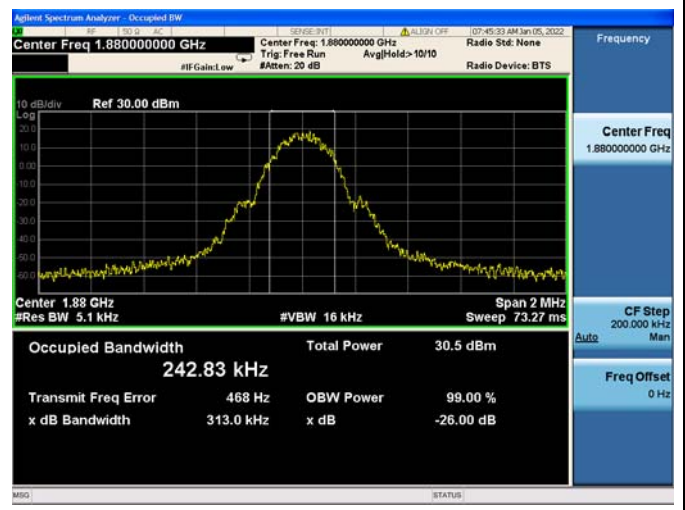 Agilent Spectrum Analyzer - Occupied BW
RF 50 Ω AC SENSE:INT ALIGN OFF 07:45:33 AM Jan 05, 2022
Center Freq 1.880000000 GHz Center Freq: 1.880000000 GHz Radio Std: None
Trig: Free Run Avg|Hold:>10/10
#IFGain:Low #Atten: 20 dB Radio Device: BTS
10 dB/div Ref 30.00 dBm
Log
20.0
10.0
0.00
-10.0
-20.0
-30.0
-40.0
-50.0
-60.0
Center 1.88 GHz Span 2 MHz
#Res BW 5.1 kHz #VBW 16 kHz Sweep 73.27 ms
Occupied Bandwidth Total Power 30.5 dBm
242.83 kHz
Transmit Freq Error 468 Hz OBW Power 99.00 %
x dB Bandwidth 313.0 kHz x dB -26.00 dB
MSG STATUS
Frequency
Center Freq
1.880000000 GHz
CF Step
200.000 kHz
Auto Man
Freq Offset
0 Hz